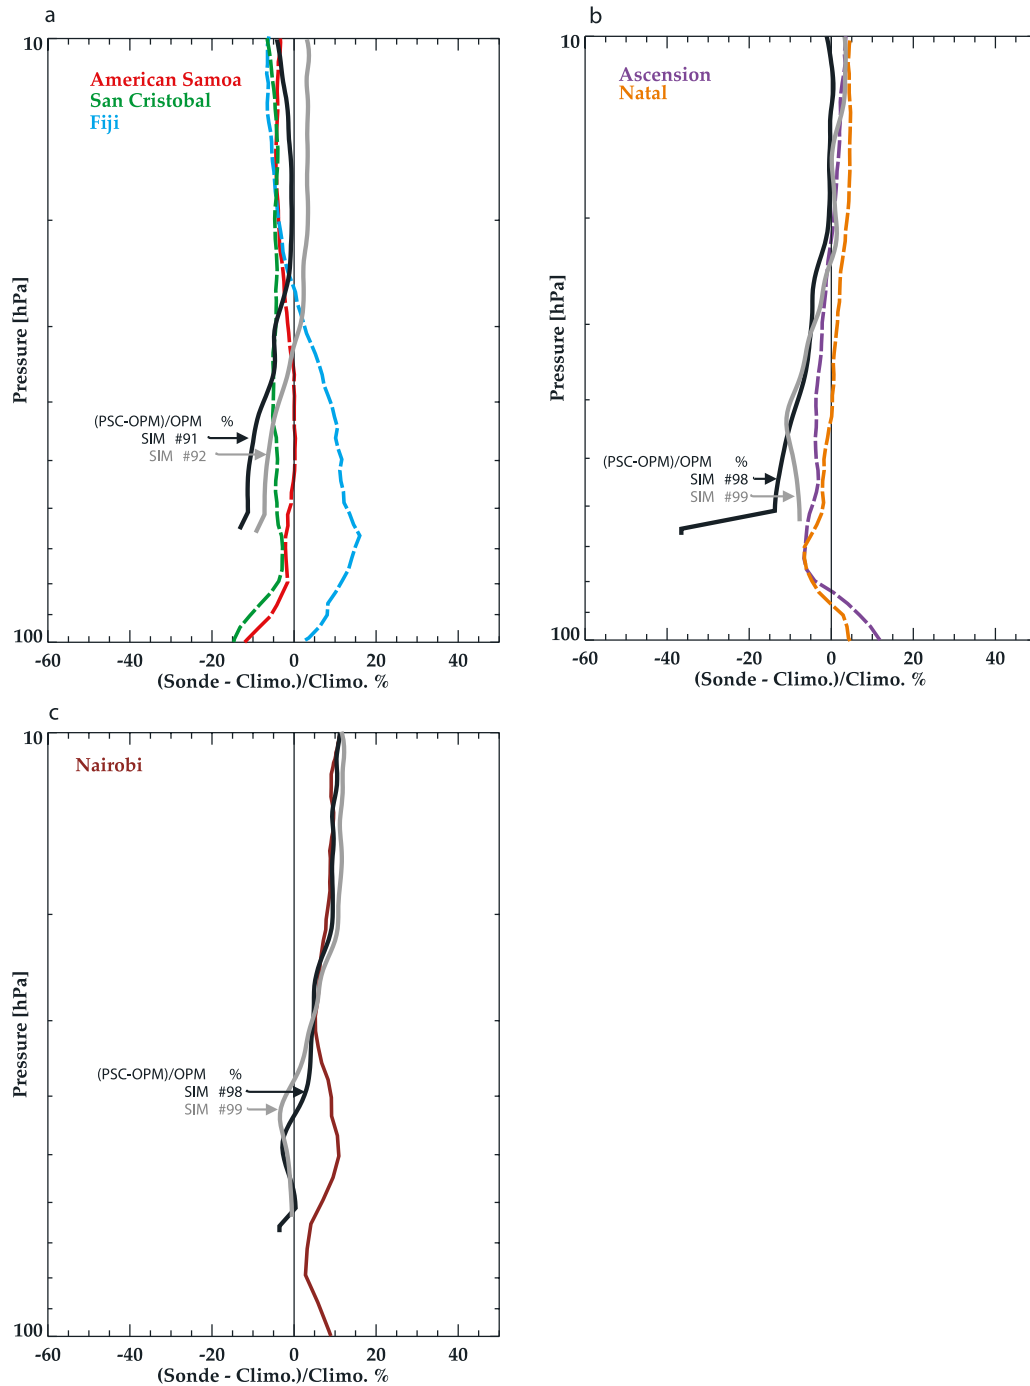 a
10
American Samoa
San Cristobal
Fiji
Pressure [hPa]
(PSC-OPM)/OPM %
SIM #91
SIM #92
100
-60 -40 -20 0 20 40
(Sonde - Climo.)/Climo. %
b
10
Ascension
Natal
Pressure [hPa]
(PSC-OPM)/OPM %
SIM #98
SIM #99
100
-60 -40 -20 0 20 40
(Sonde - Climo.)/Climo. %
c
10
Nairobi
Pressure [hPa]
(PSC-OPM)/OPM %
SIM #98
SIM #99
100
-60 -40 -20 0 20 40
(Sonde - Climo.)/Climo. %